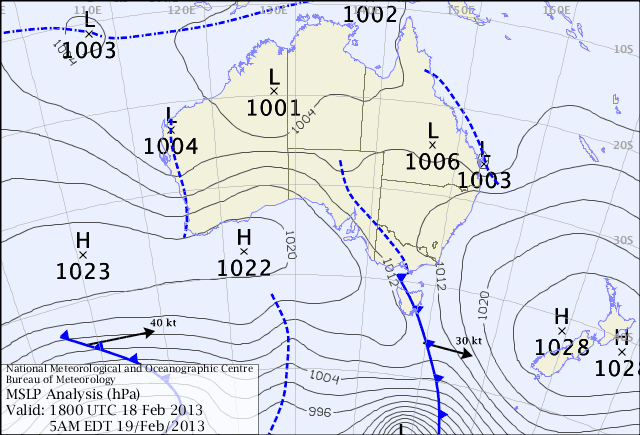 110E 120E 130E 140E 150E 160E
L
1003
1002
10S
L
1001
1004
L
1004
L
1006
L
1003
20S
30S
H
1023
H
1022
1020
1012
1012
1020
H
1028
H
40 kt
30 kt
1004
996
L
National Meteorological and Oceanographic Centre
Bureau of Meteorology
MSLP Analysis (hPa)
Valid: 1800 UTC 18 Feb 2013
5AM EDT 19/Feb/2013